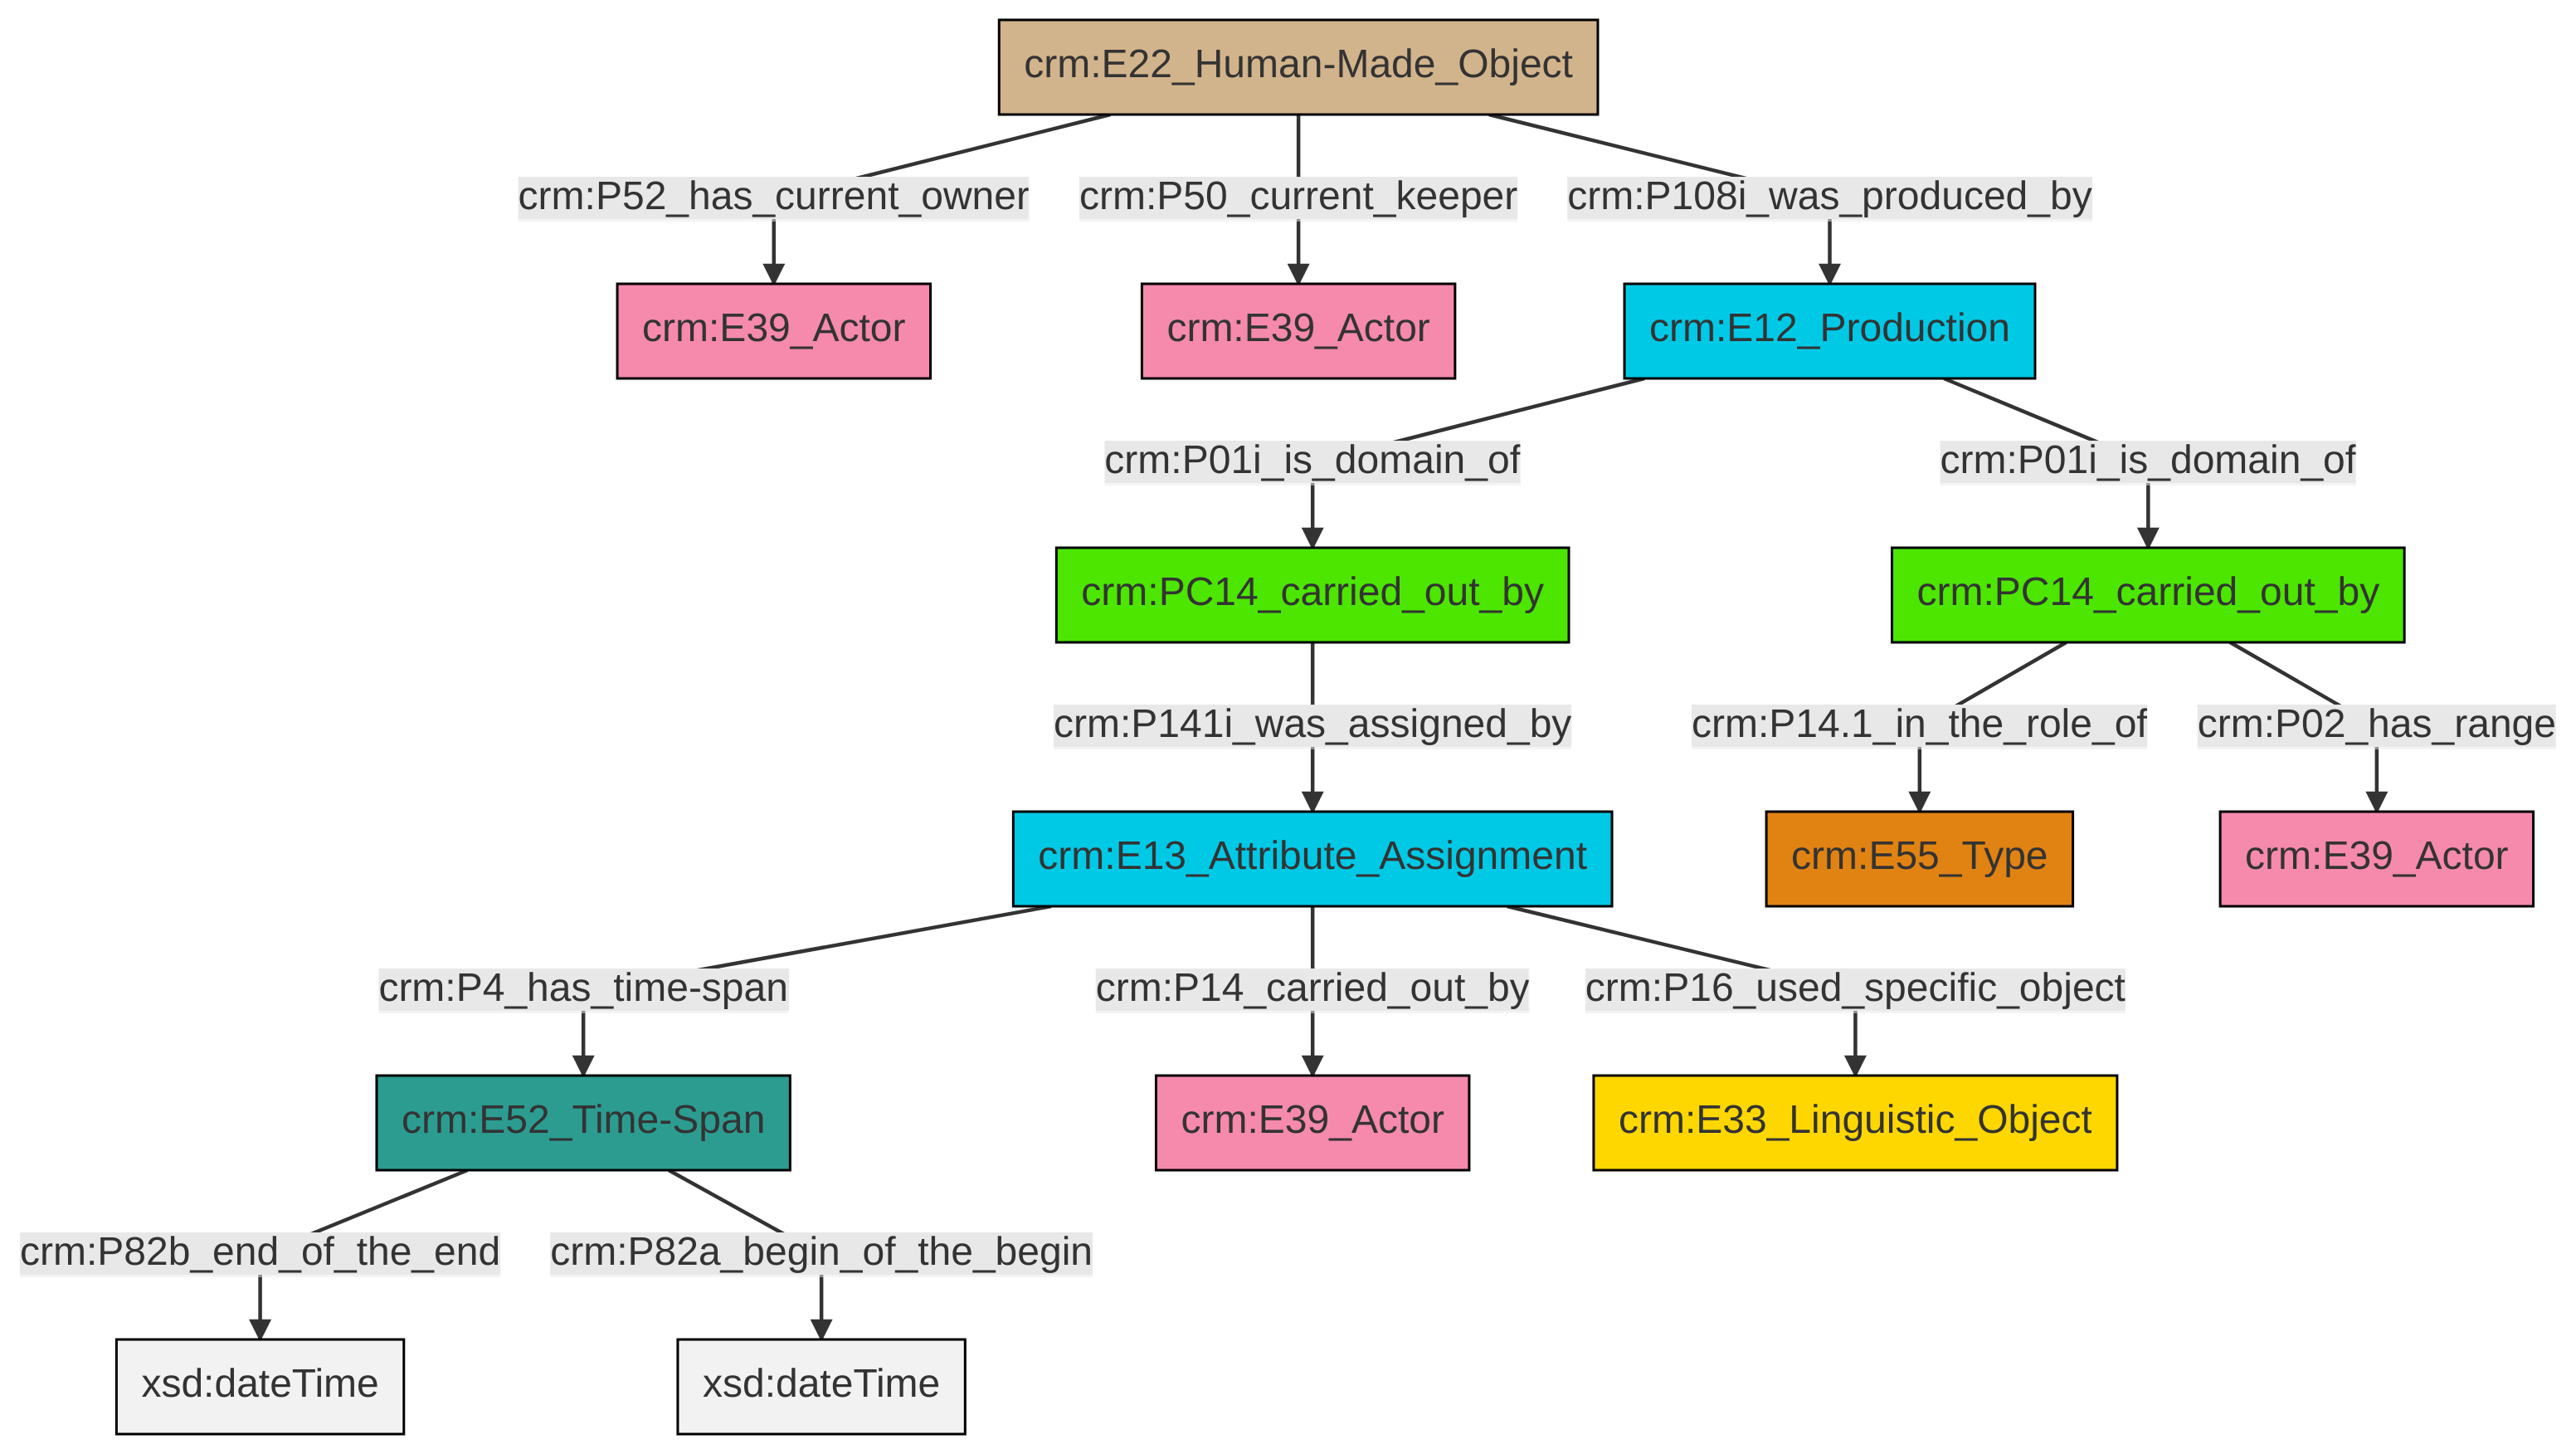 crm:E22_Human-Made_Object
crm:P52_has_current_owner
crm:P50_current_keeper
crm:P108i_was_produced_by
crm:E39_Actor
crm:E39_Actor
crm:E12_Production
crm:P01i_is_domain_of
crm:P01i_is_domain_of
crm:PC14_carried_out_by
crm:PC14_carried_out_by
crm:P141i_was_assigned_by
crm:P14.1_in_the_role_of
crm:P02_has_range
crm:E13_Attribute_Assignment
crm:E55_Type
crm:E39_Actor
crm:P4_has_time-span
crm:P14_carried_out_by
crm:P16_used_specific_object
crm:E52_Time-Span
crm:E39_Actor
crm:E33_Linguistic_Object
crm:P82b_end_of_the_end
crm:P82a_begin_of_the_begin
xsd:dateTime
xsd:dateTime